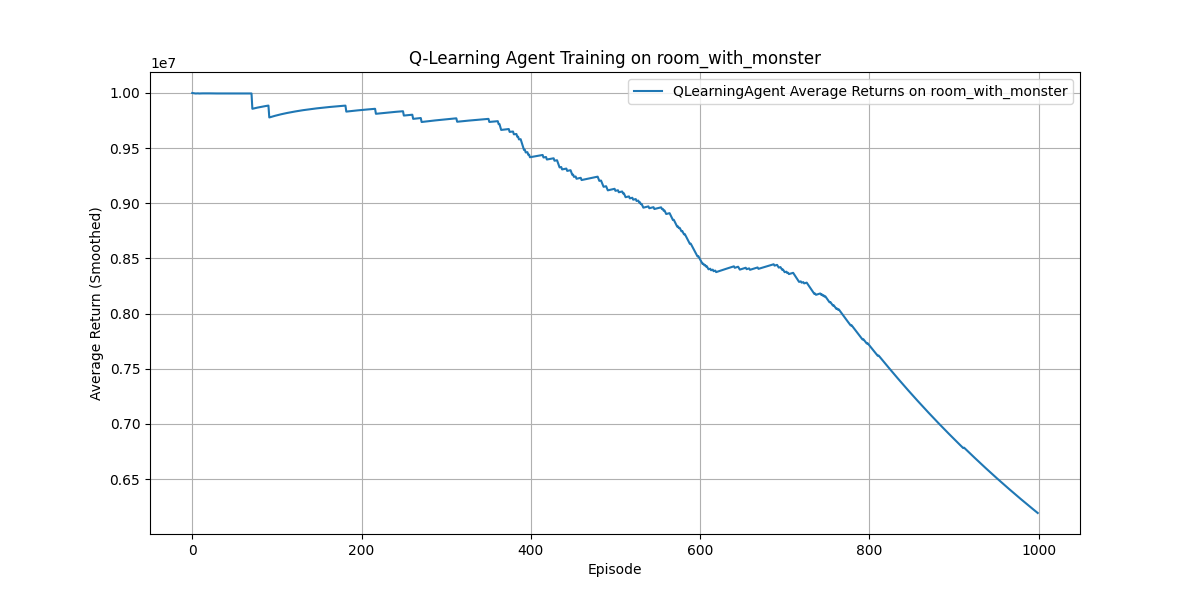 Q-Learning Agent Training on room_with_monster
1e7
QLearningAgent Average Returns on room_with_monster
1.00
0.95
0.90
0.85
0.80
0.75
0.70
0.65
Average Return (Smoothed)
0 200 400 600 800 1000
Episode